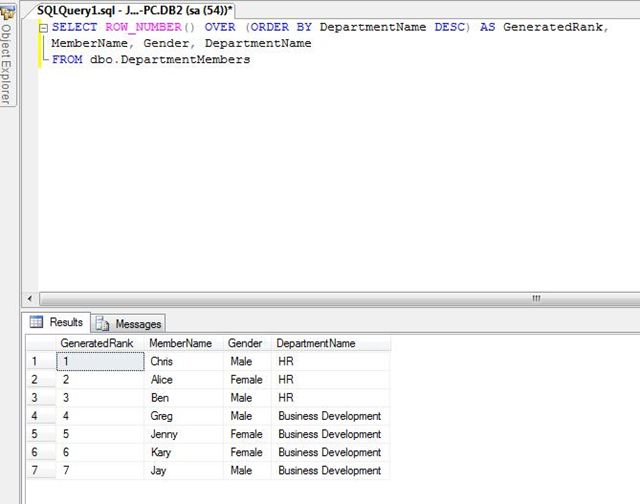 SQLQuery1.sql - J...-PC.DB2 (sa (54))*
Object Explorer
SELECT ROW_NUMBER() OVER (ORDER BY DepartmentName DESC) AS GeneratedRank,
MemberName, Gender, DepartmentName
FROM dbo.DepartmentMembers
Results Messages
GeneratedRank MemberName Gender DepartmentName
1 1 Chris Male HR
2 2 Alice Female HR
3 3 Ben Male HR
4 4 Greg Male Business Development
5 5 Jenny Female Business Development
6 6 Kary Female Business Development
7 7 Jay Male Business Development